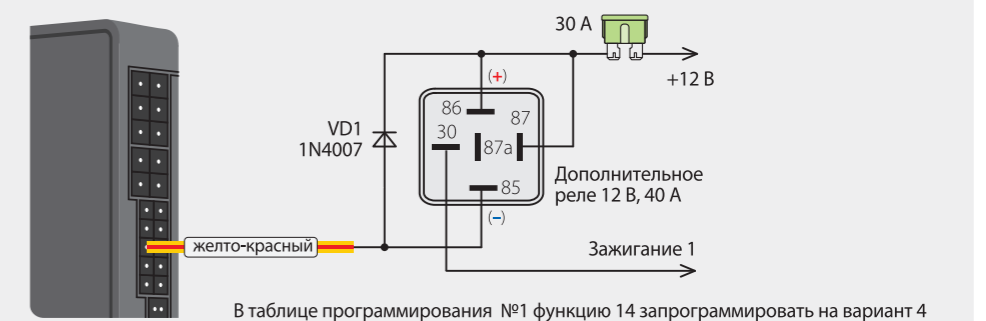 30 А
+12 В
(+)
86
87
30
87a
VD1
1N4007
85
(–)
Дополнительное
реле 12 В, 40 А
желто-красный
Зажигание 1
В таблице программирования №1 функцию 14 запрограммировать на вариант 4